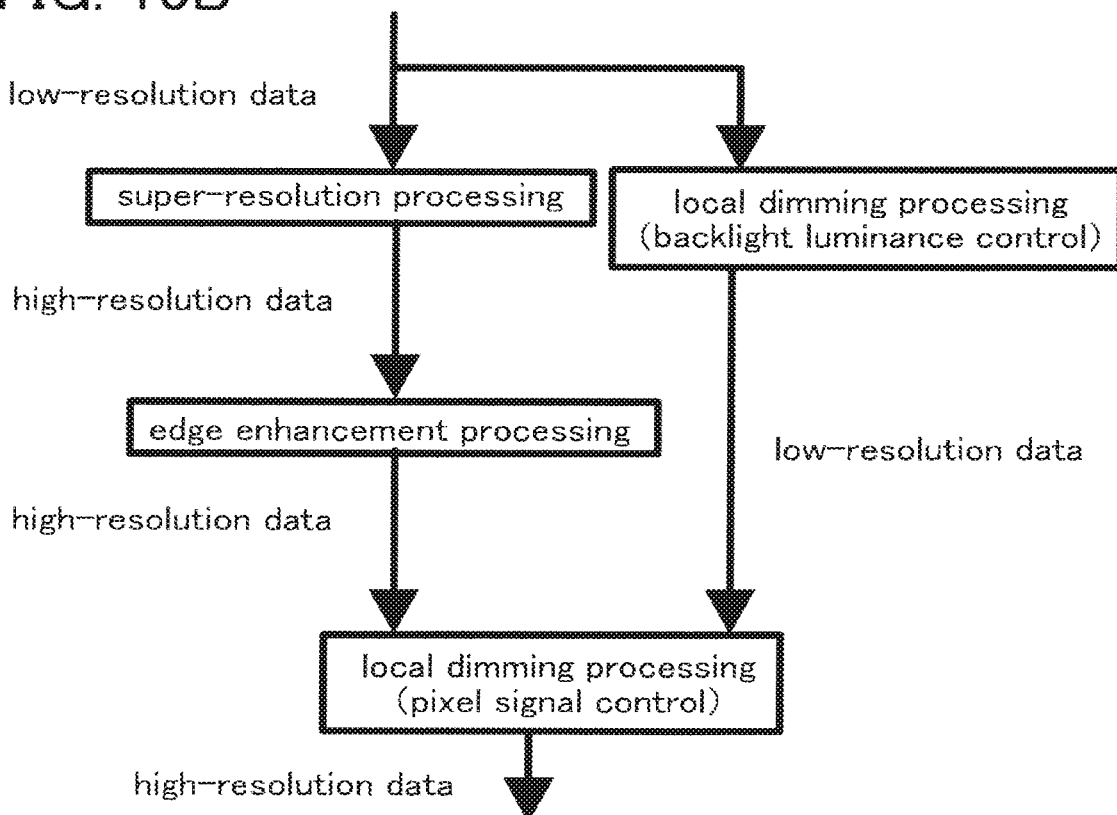 low-resolution data
super-resolution processing
local dimming processing
(backlight luminance control)
high-resolution data
edge enhancement processing
low-resolution data
high-resolution data
local dimming processing
(pixel signal control)
high-resolution data